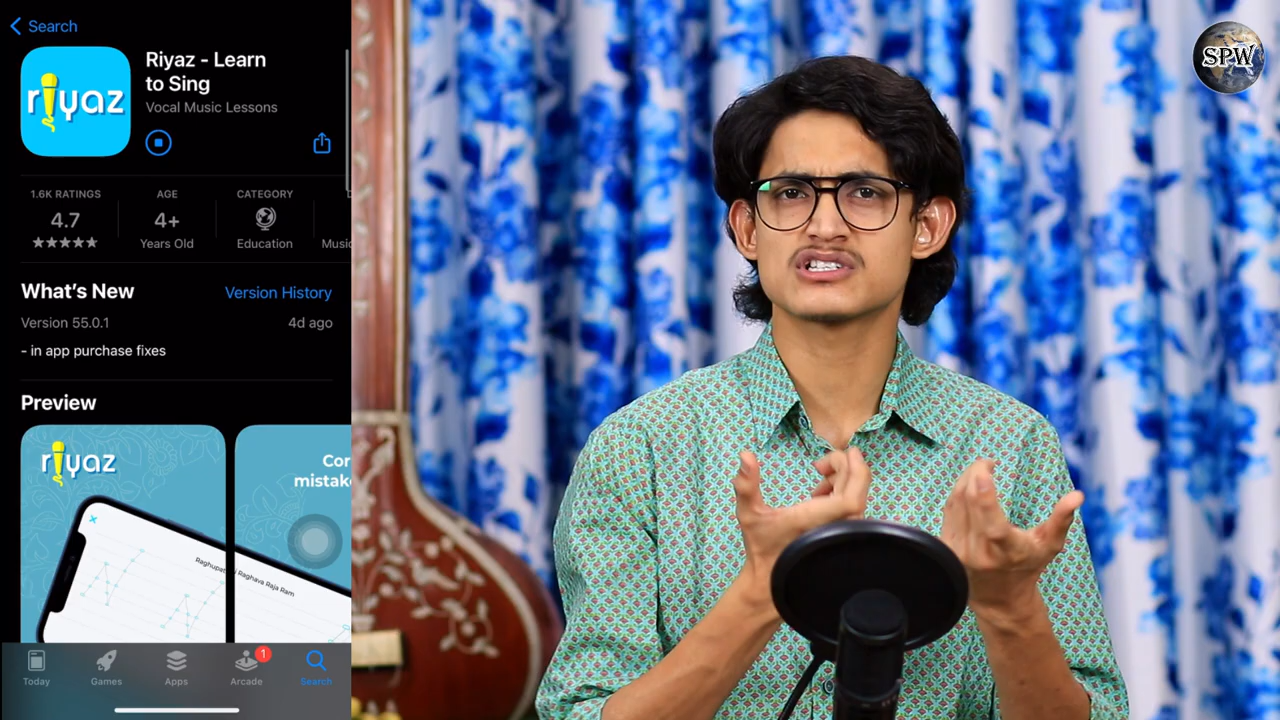 Search
riyaz
Riyaz - Learn
to Sing
Vocal Music Lessons
1.6K RATINGS
4.7
AGE
4+
Years Old
CATEGORY
Education
Music
What's New
Version History
Version 55.0.1
4d ago
- in app purchase fixes
Preview
riyaz
Raghava Raja Ram
Today
Games
Apps
Arcade
1
Search
SPW